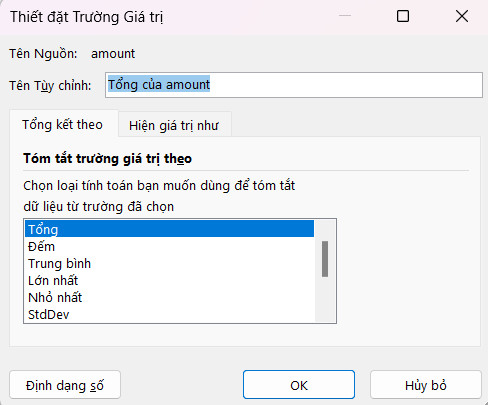 Thiết đặt Trường Giá trị
Tên Nguồn: amount
Tên Tùy chỉnh: Tổng của amount
Tổng kết theo Hiện giá trị như
Tóm tắt trường giá trị theo
Chọn loại tính toán bạn muốn dùng để tóm tắt
dữ liệu từ trường đã chọn
Tổng
Đếm
Trung bình
Lớn nhất
Nhỏ nhất
StdDev
Định dạng số OK Hủy bỏ